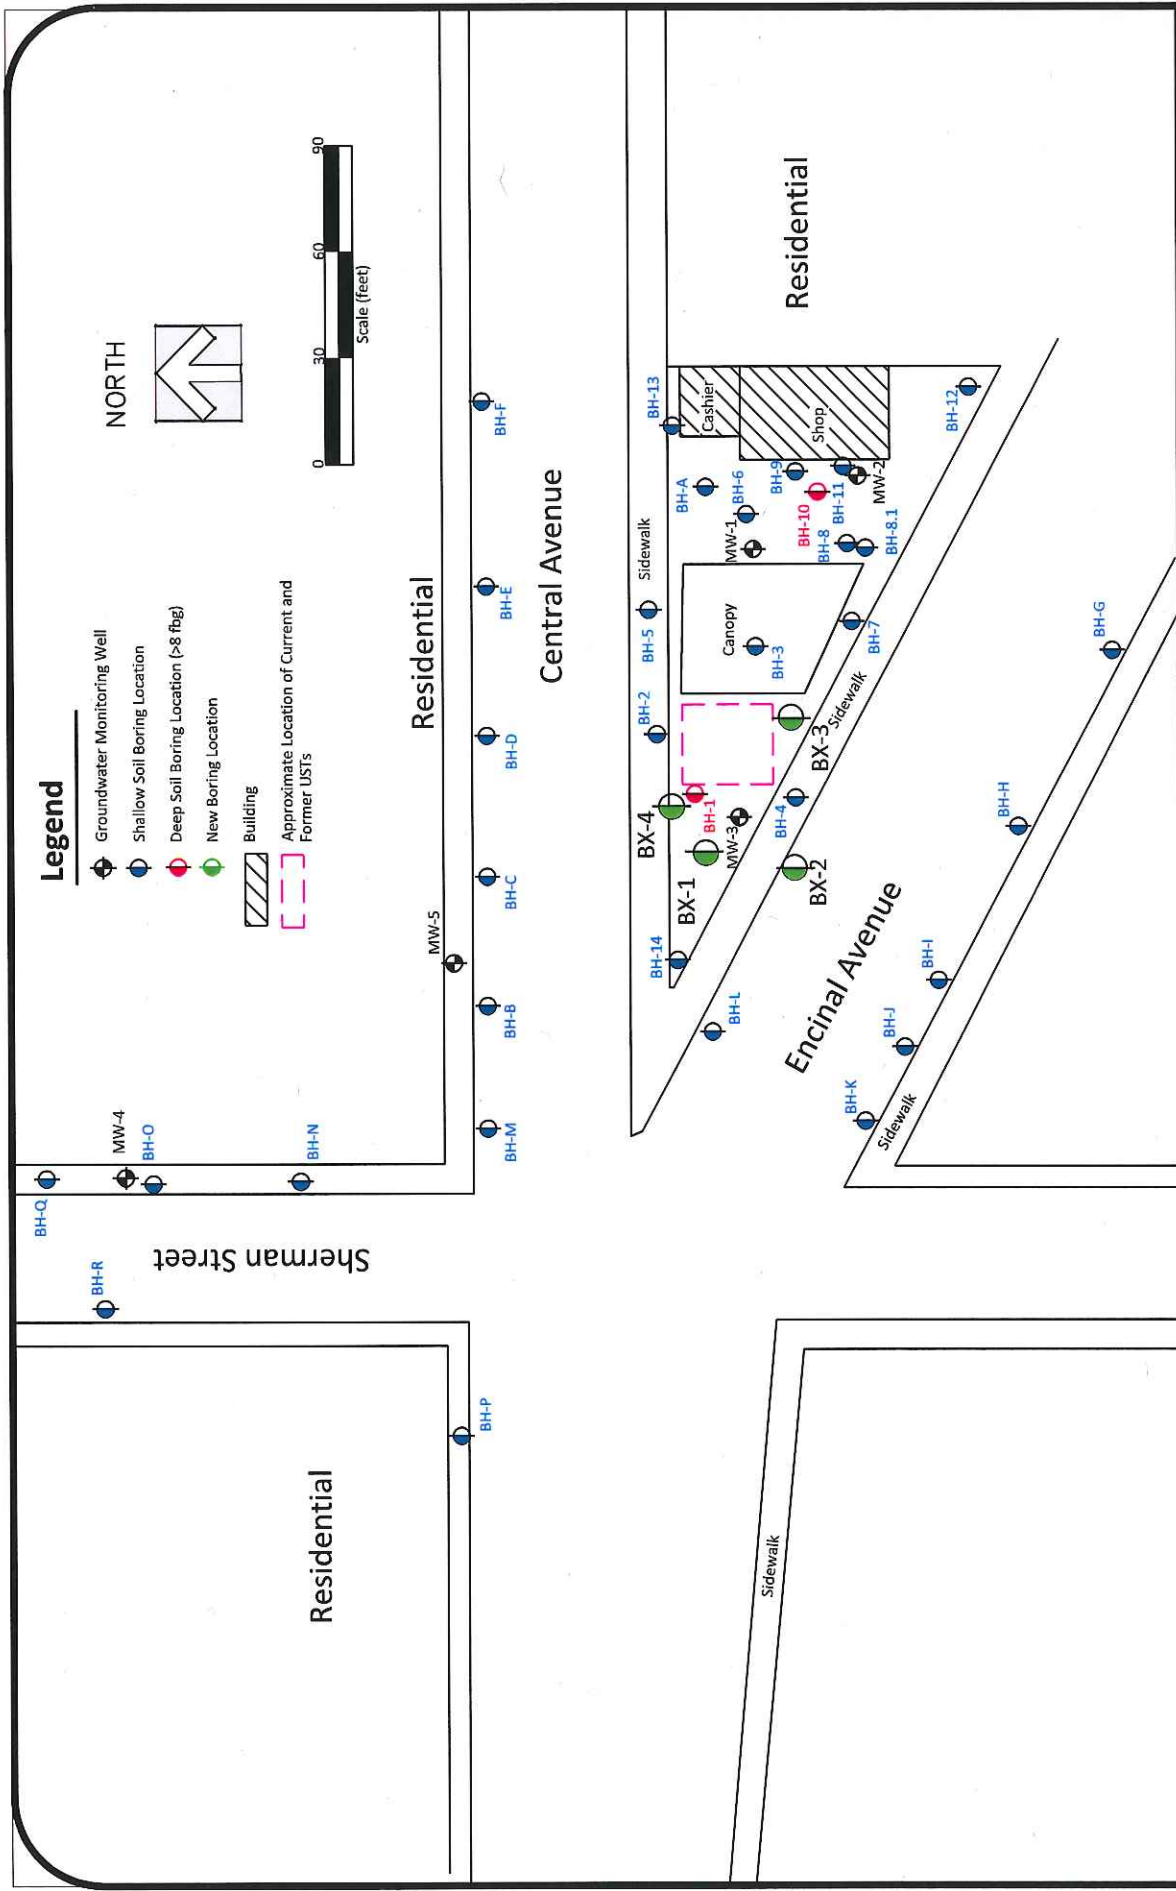 NORTH
0 30 60 90
Scale (feet)
Legend
Groundwater Monitoring Well
Shallow Soil Boring Location
Deep Soil Boring Location (>8 fbg)
New Boring Location
Building
Approximate Location of Current and
Former USTs
Residential
Residential
Residential
Sherman Street
Central Avenue
Encinal Avenue
Sidewalk
Sidewalk
Sidewalk
Sidewalk
BH-Q
MW-4
BH-O
BH-N
BH-R
BH-P
MW-5
BH-M
BH-B
BH-C
BH-D
BH-E
BH-F
BH-14
BX-1
BX-4
BH-1
MW-3
BH-2
BH-5
BH-13
Cashier
Shop
Canopy
BH-3
BH-A
BH-6
MW-1
BH-9
BH-10
BH-11
MW-2
BH-8
BH-8.1
BH-7
BX-3
BH-4
BX-2
BH-L
BH-12
BH-G
BH-H
BH-I
BH-J
BH-K